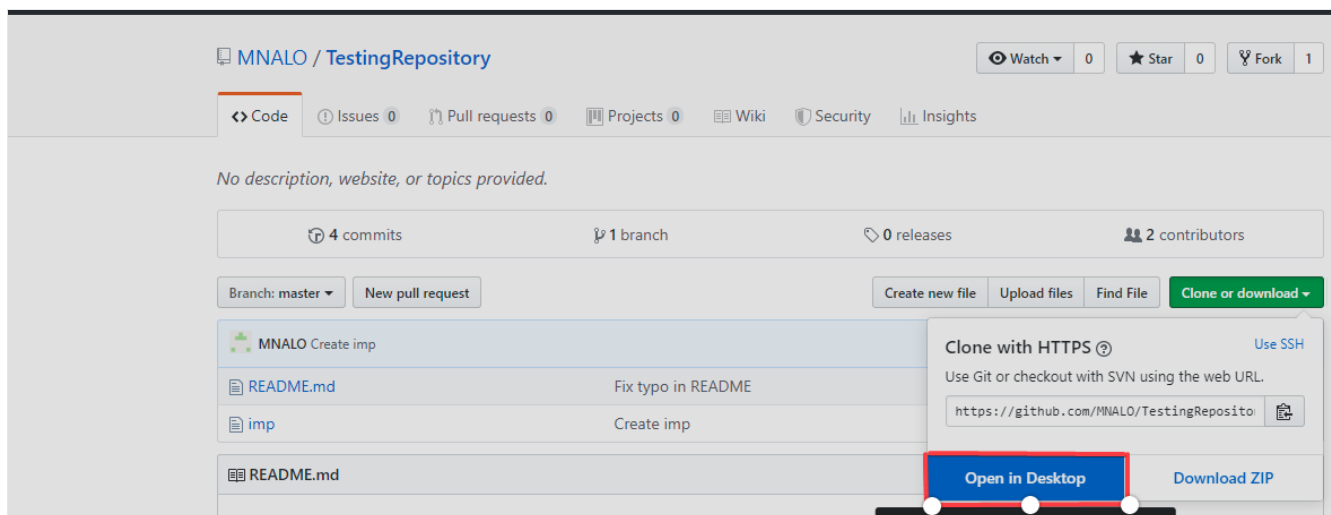 MNALO / TestingRepository
Watch 0 Star 0 Fork 1
Code Issues 0 Pull requests 0 Projects 0 Wiki Security Insights
No description, website, or topics provided.
4 commits 1 branch 0 releases 2 contributors
Branch: master New pull request Create new file Upload files Find File Clone or download
MNALO Create imp
README.md Fix typo in README
imp Create imp
README.md
Clone with HTTPS Use SSH
Use Git or checkout with SVN using the web URL.
https://github.com/MNALO/TestingReposito
Open in Desktop Download ZIP